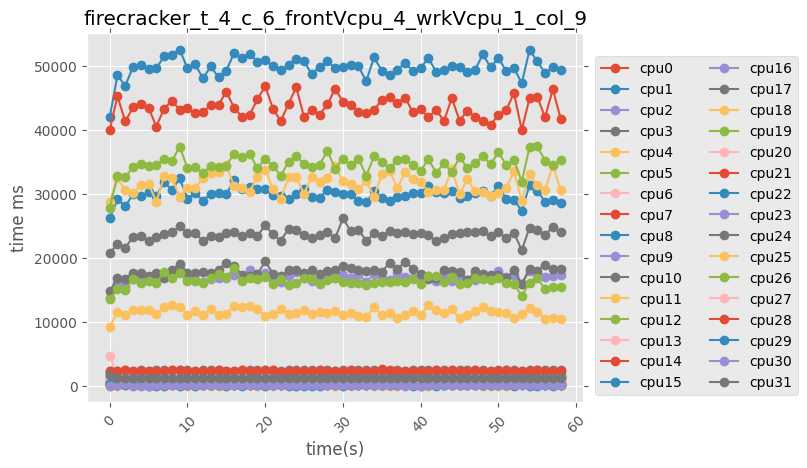 firecracker_t_4_c_6_frontVcpu_4_wrkVcpu_1_col_9
50000
40000
30000
20000
10000
0
time ms
0
10
20
30
40
50
60
time(s)
cpu0
cpu1
cpu2
cpu3
cpu4
cpu5
cpu6
cpu7
cpu8
cpu9
cpu10
cpu11
cpu12
cpu13
cpu14
cpu15
cpu16
cpu17
cpu18
cpu19
cpu20
cpu21
cpu22
cpu23
cpu24
cpu25
cpu26
cpu27
cpu28
cpu29
cpu30
cpu31